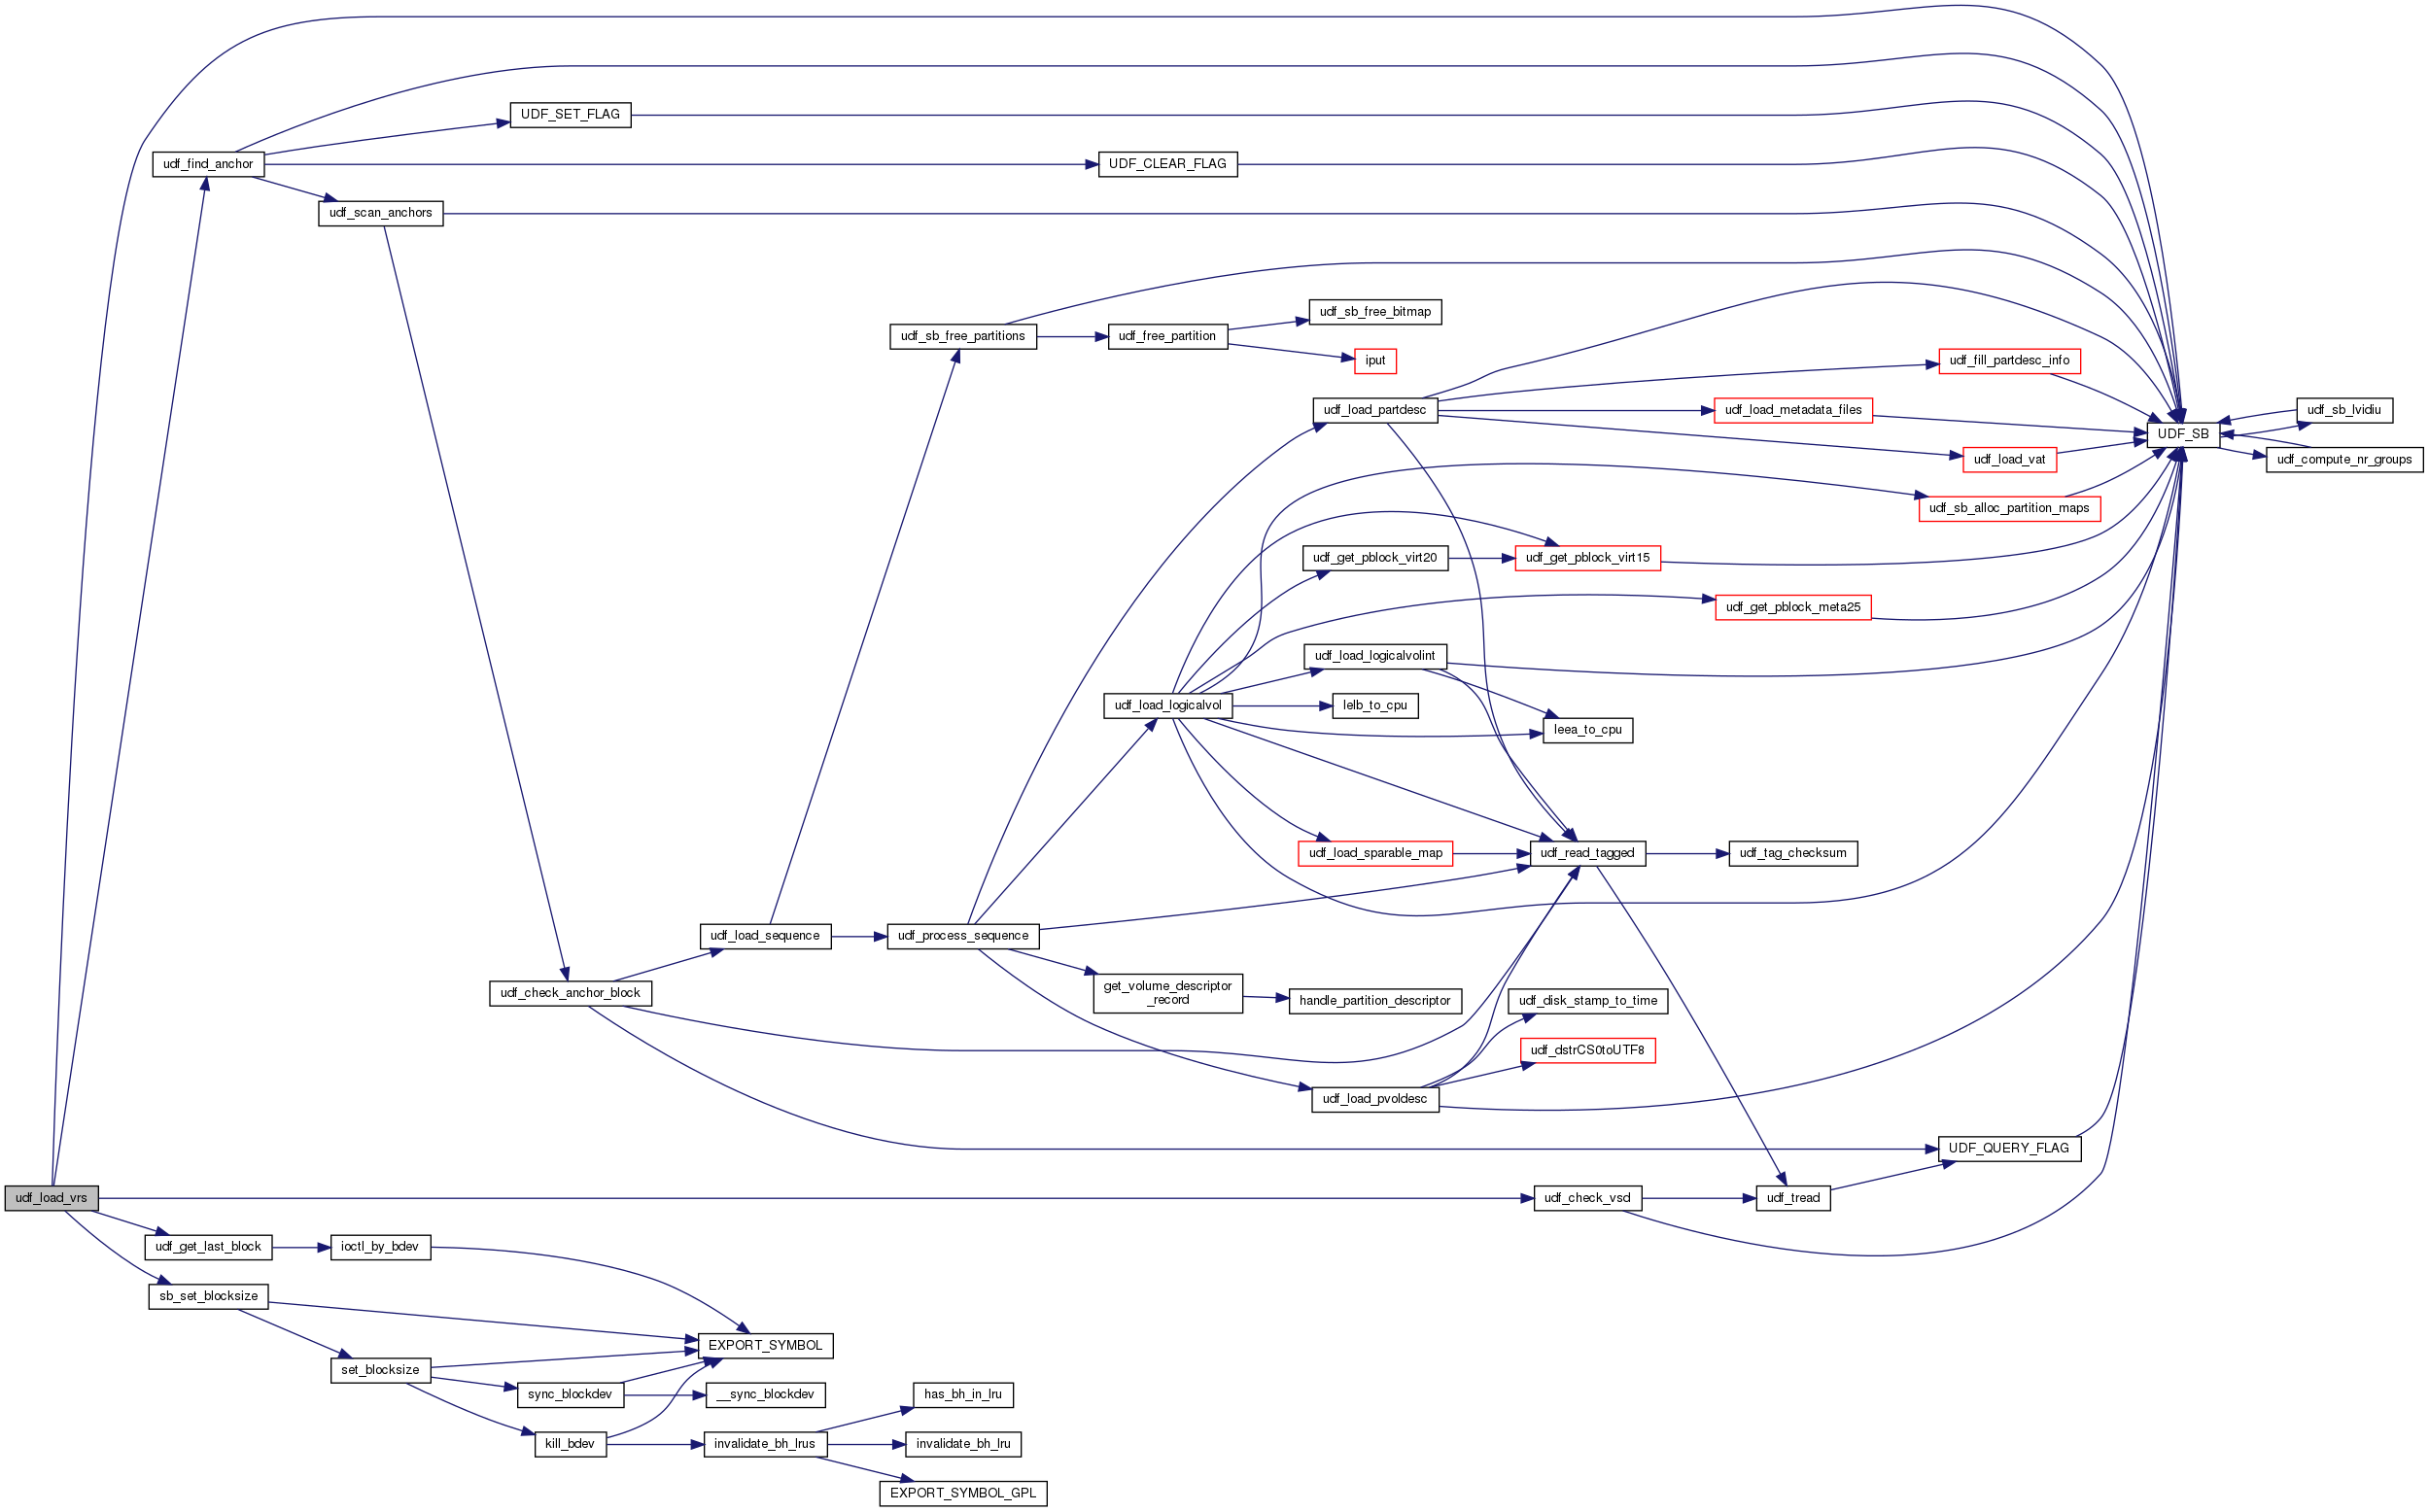 UDF_SET_FLAG
udf_find_anchor
UDF_CLEAR_FLAG
udf_scan_anchors
udf_sb_free_bitmap
udf_sb_free_partitions
udf_free_partition
iput
udf_fill_partdesc_info
udf_load_partdesc
udf_load_metadata_files
udf_sb_lvidiu
UDF_SB
udf_load_vat
udf_compute_nr_groups
udf_sb_alloc_partition_maps
udf_get_pblock_virt20
udf_get_pblock_virt15
udf_get_pblock_meta25
udf_load_logicalvolint
udf_load_logicalvol
lelb_to_cpu
leea_to_cpu
udf_load_sparable_map
udf_read_tagged
udf_tag_checksum
udf_load_sequence
udf_process_sequence
udf_check_anchor_block
get_volume_descriptor
_record
handle_partition_descriptor
udf_disk_stamp_to_time
udf_dstrCS0toUTF8
udf_load_pvoldesc
UDF_QUERY_FLAG
udf_load_vrs
udf_check_vsd
udf_tread
udf_get_last_block
ioctl_by_bdev
sb_set_blocksize
EXPORT_SYMBOL
set_blocksize
sync_blockdev
__sync_blockdev
has_bh_in_lru
kill_bdev
invalidate_bh_lrus
invalidate_bh_lru
EXPORT_SYMBOL_GPL